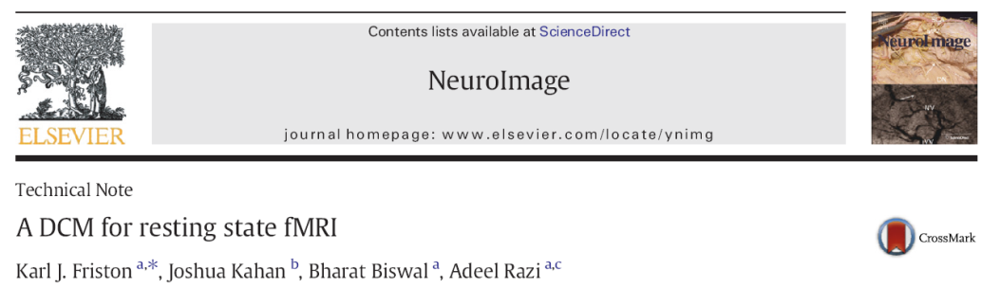 Contents lists available at ScienceDirect
NeuroImage
NeuroImage
journal homepage: www.elsevier.com/locate/ynimg
ELSEVIER
Technical Note
A DCM for resting state fMRI
CrossMark
Karl J. Friston a,*, Joshua Kahan b, Bharat Biswal a, Adeel Razi a,c